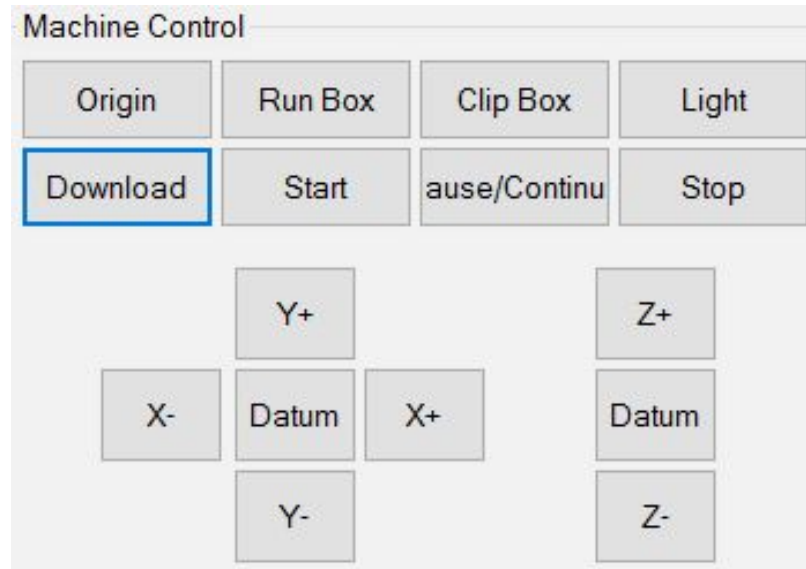 Machine Control
Origin Run Box Clip Box Light
Download Start ause/Continu Stop
Y+ Z+
X- Datum X+ Datum
Y- Z-